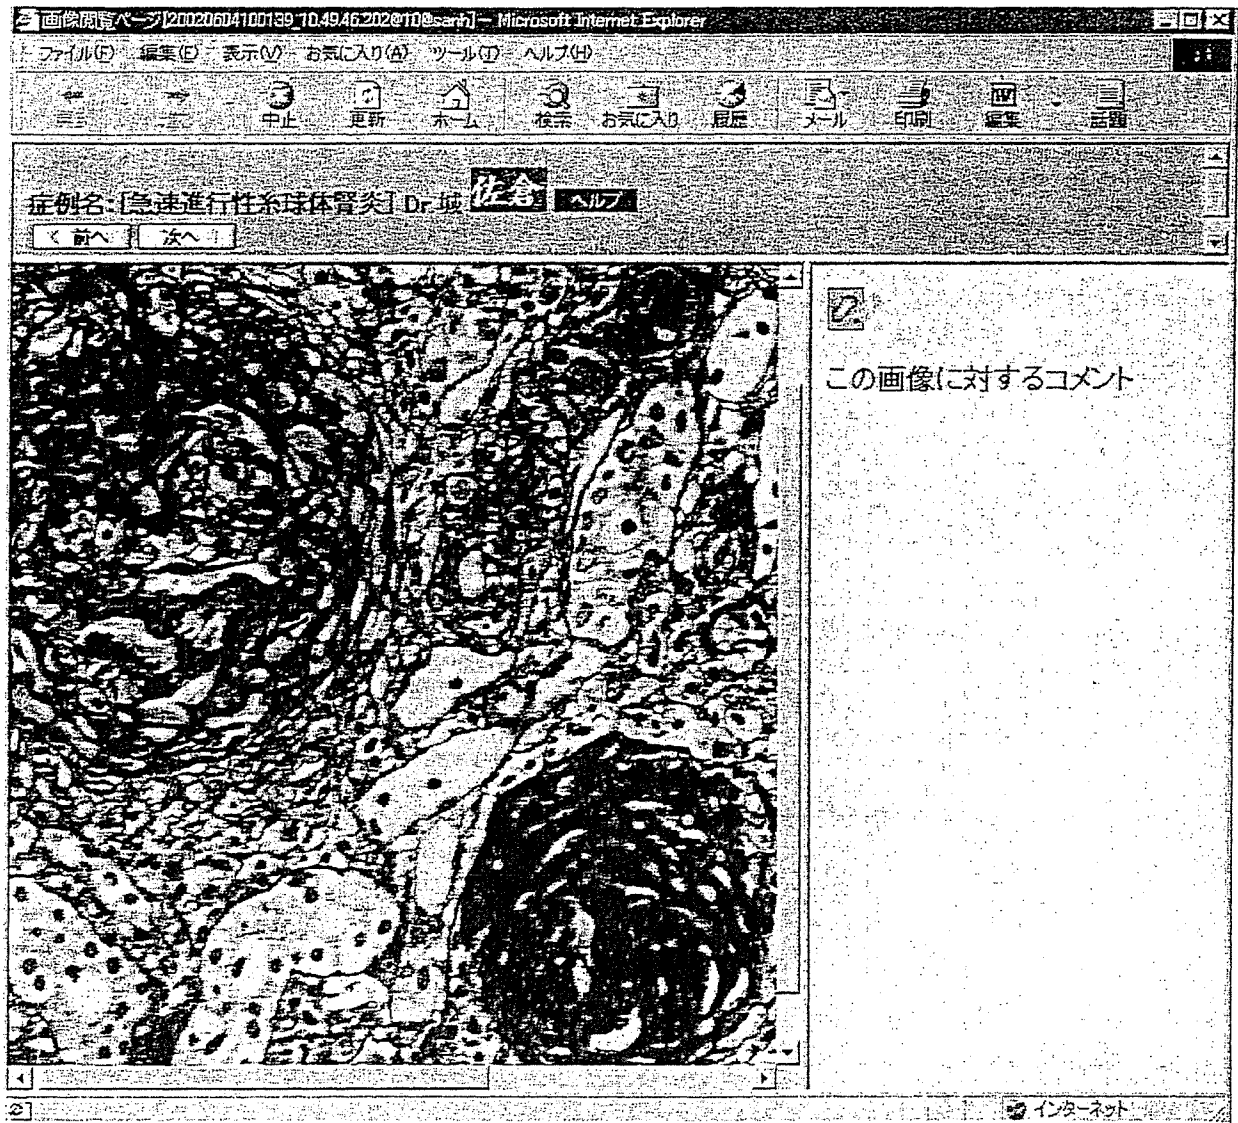 画像閲覧ページ[20020604100139_10.49.46.202@10@sanh] - Microsoft Internet Explorer
ファイル(F) 編集(E) 表示(V) お気に入り(A) ツール(T) ヘルプ(H)
中止 更新 ホーム 検索 お気に入り 履歴 メール 印刷 編集 話題
症例名:[急速進行性糸球体腎炎] Dr 城 佐倉 ヘルプ
< 前へ 次へ
この画像に対するコメント
インターネット